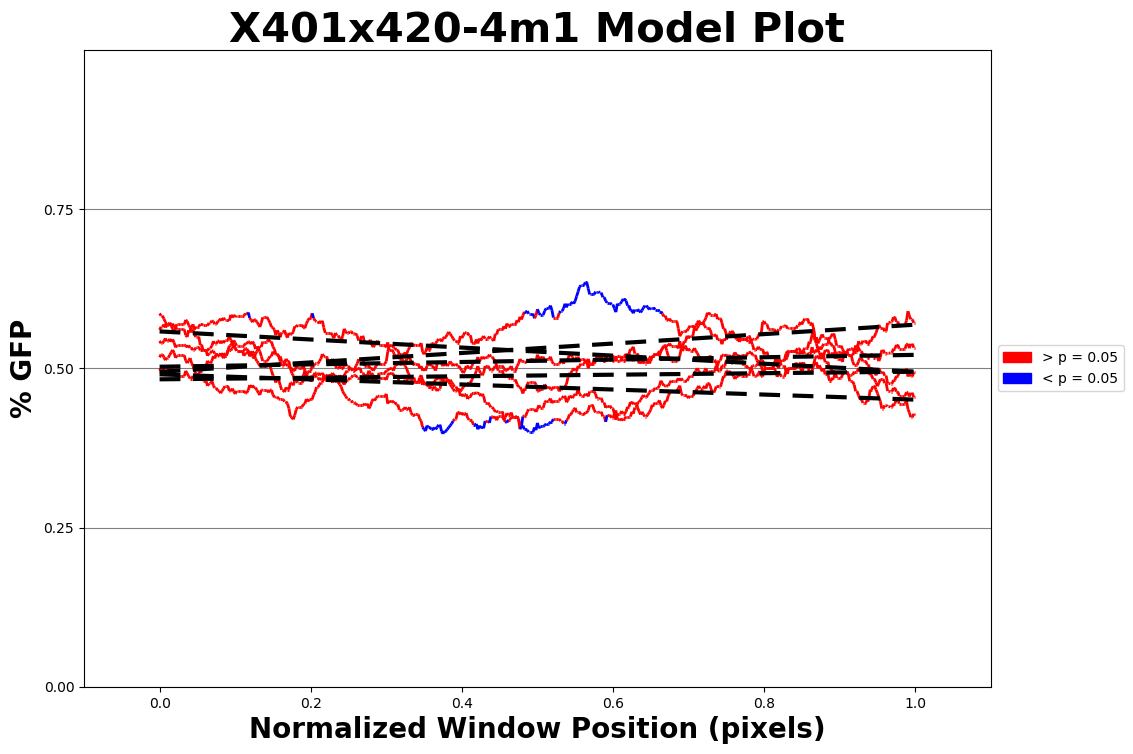 X401x420-4m1 Model Plot
% GFP
0.75
0.50
0.25
0.00
0.0 0.2 0.4 0.6 0.8 1.0
Normalized Window Position (pixels)
> p = 0.05
< p = 0.05